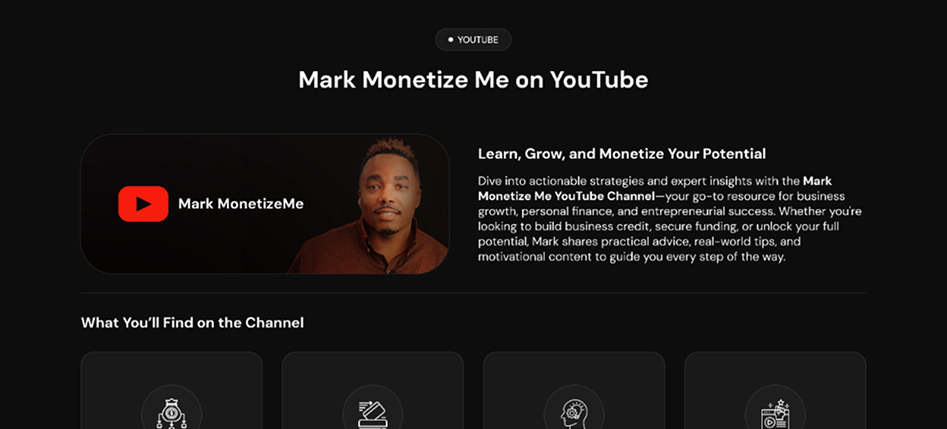 YOUTUBE
Mark Monetize Me on YouTube
Mark MonetizeMe
Learn, Grow, and Monetize Your Potential
Dive into actionable strategies and expert insights with the Mark
Monetize Me YouTube Channel—your go-to resource for business
growth, personal finance, and entrepreneurial success. Whether you're
looking to build business credit, secure funding, or unlock your full
potential, Mark shares practical advice, real-world tips, and
motivational content to guide you every step of the way.
What You'll Find on the Channel